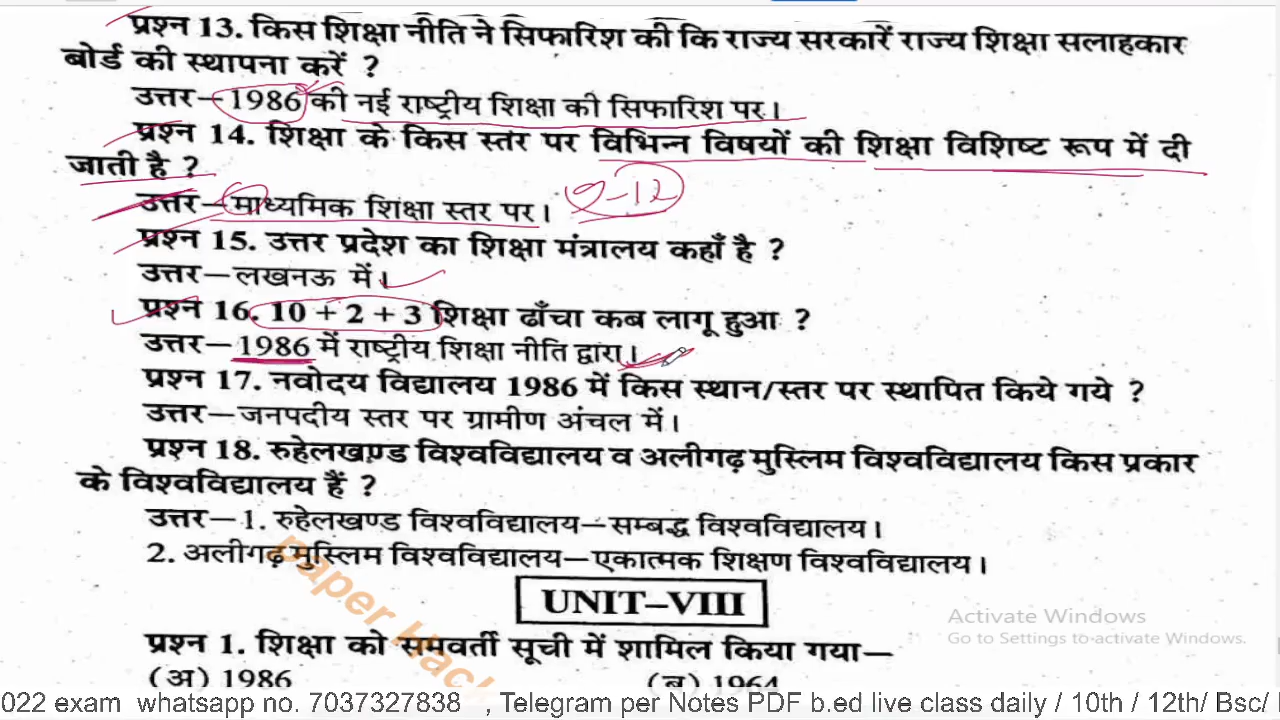 प्रश्न 13. किस शिक्षा नीति ने सिफारिश की कि राज्य सरकारें राज्य शिक्षा सलाहकार
बोर्ड की स्थापना करें ?
उत्तर–1986 की नई राष्ट्रीय शिक्षा की सिफारिश पर।
प्रश्न 14. शिक्षा के किस स्तर पर विभिन्न विषयों की शिक्षा विशिष्ट रूप में दी
जाती है ?
उत्तर–माध्यमिक शिक्षा स्तर पर। 9-12
प्रश्न 15. उत्तर प्रदेश का शिक्षा मंत्रालय कहाँ है ?
उत्तर–लखनऊ में।
प्रश्न 16. 10 + 2 + 3 शिक्षा ढाँचा कब लागू हुआ ?
उत्तर–1986 में राष्ट्रीय शिक्षा नीति द्वारा।
प्रश्न 17. नवोदय विद्यालय 1986 में किस स्थान/स्तर पर स्थापित किये गये ?
उत्तर–जनपदीय स्तर पर ग्रामीण अंचल में।
प्रश्न 18. रुहेलखण्ड विश्वविद्यालय व अलीगढ़ मुस्लिम विश्वविद्यालय किस प्रकार
के विश्वविद्यालय हैं ?
उत्तर–1. रुहेलखण्ड विश्वविद्यालय–सम्बद्ध विश्वविद्यालय।
2. अलीगढ़ मुस्लिम विश्वविद्यालय–एकात्मक शिक्षण विश्वविद्यालय।
paper Hack
UNIT–VIII
Activate Windows
Go to Settings to activate Windows.
प्रश्न 1. शिक्षा को समवर्ती सूची में शामिल किया गया—
(अ) 1986 (ब) 1964
022 exam whatsapp no. 7037327838 , Telegram per Notes PDF b.ed live class daily / 10th / 12th/ Bsc/